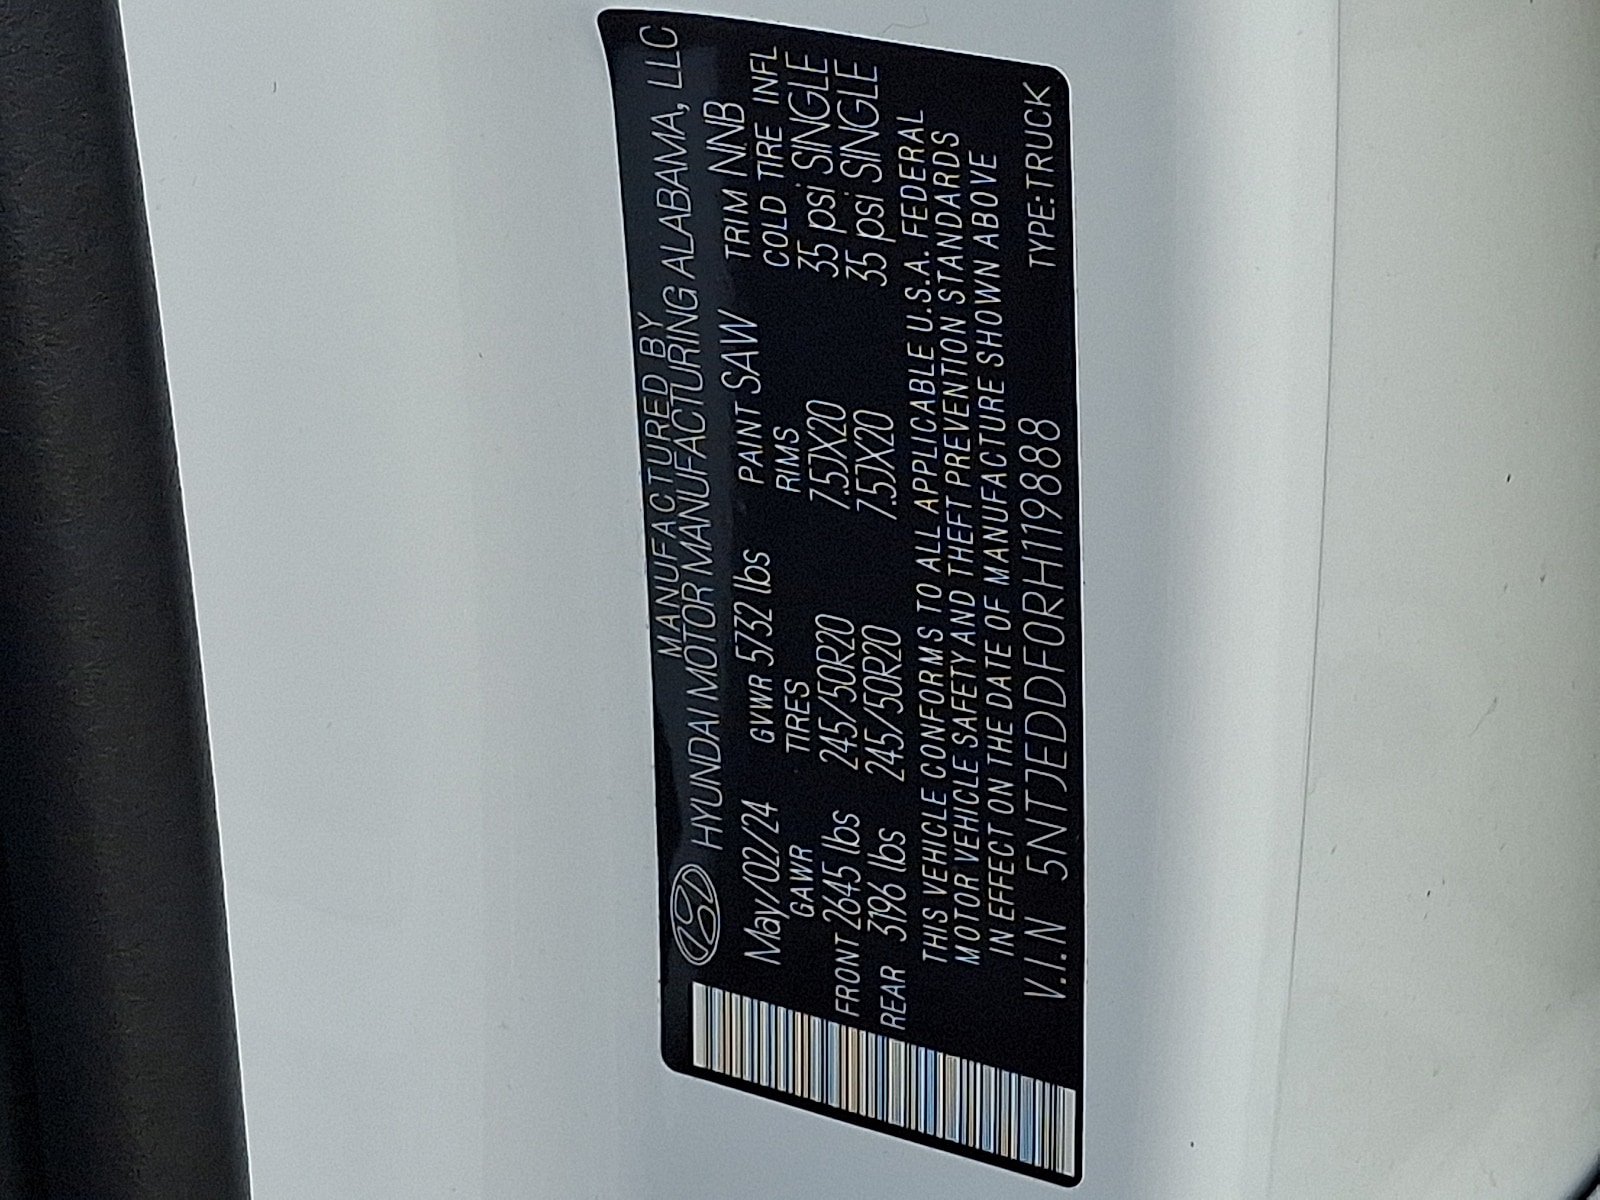 MANUFACTURED BY
HYUNDAI MOTOR MANUFACTURING ALABAMA, LLC
May/02/24 GVWR 5732 lbs PAINT SAW TRIM NNB
GAWR TIRES RIMS COLD TIRE INFL
FRONT 2645 lbs 245/50R20 7.5JX20 35 psi SINGLE
REAR 3196 lbs 245/50R20 7.5JX20 35 psi SINGLE
THIS VEHICLE CONFORMS TO ALL APPLICABLE U.S.A. FEDERAL
MOTOR VEHICLE SAFETY AND THEFT PREVENTION STANDARDS
IN EFFECT ON THE DATE OF MANUFACTURE SHOWN ABOVE
V.I.N 5NTJEDDF0RH119888 TYPE:TRUCK